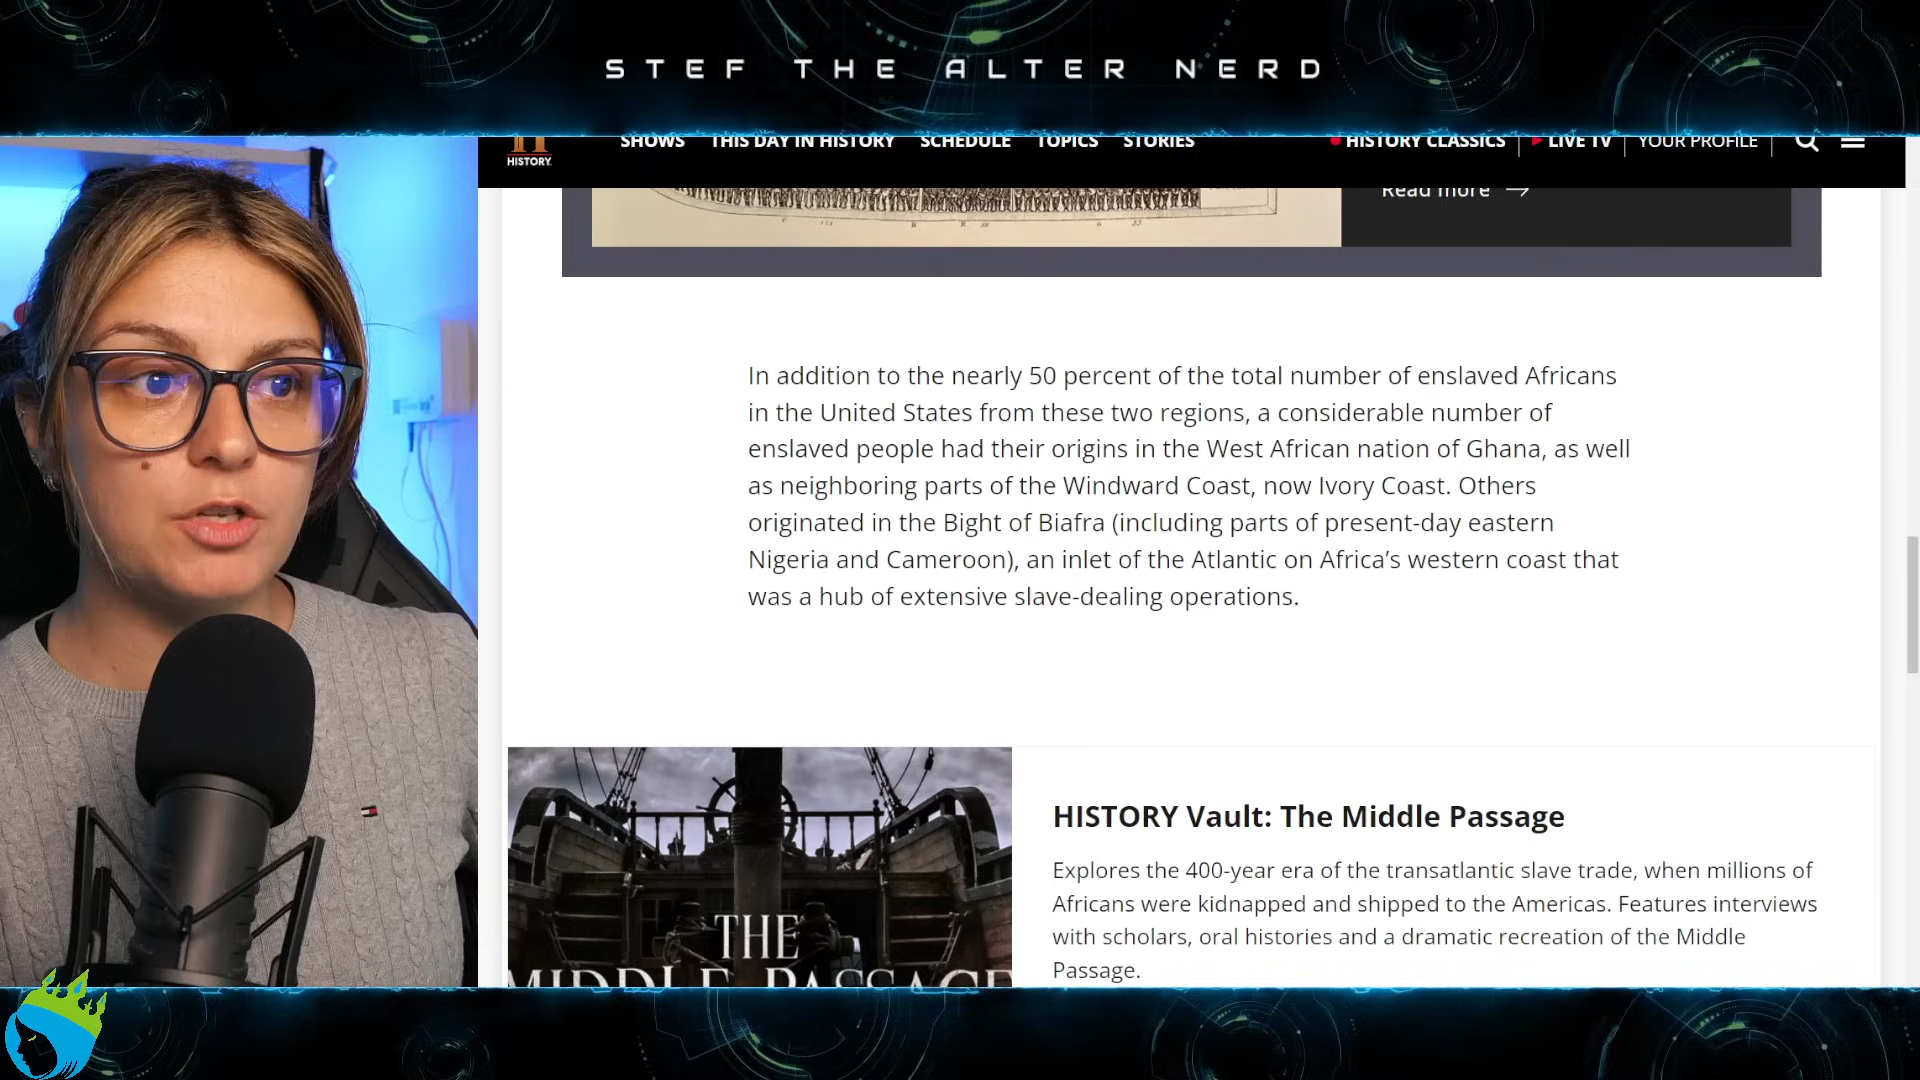 STEF THE ALTER NERD
HISTORY.
SHOWS THIS DAY IN HISTORY SCHEDULE TOPICS STORIES HISTORY CLASSICS LIVE TV YOUR PROFILE
Read more →
In addition to the nearly 50 percent of the total number of enslaved Africans
in the United States from these two regions, a considerable number of
enslaved people had their origins in the West African nation of Ghana, as well
as neighboring parts of the Windward Coast, now Ivory Coast. Others
originated in the Bight of Biafra (including parts of present-day eastern
Nigeria and Cameroon), an inlet of the Atlantic on Africa’s western coast that
was a hub of extensive slave-dealing operations.
THE
MIDDLE PASSAGE
HISTORY Vault: The Middle Passage
Explores the 400-year era of the transatlantic slave trade, when millions of
Africans were kidnapped and shipped to the Americas. Features interviews
with scholars, oral histories and a dramatic recreation of the Middle
Passage.